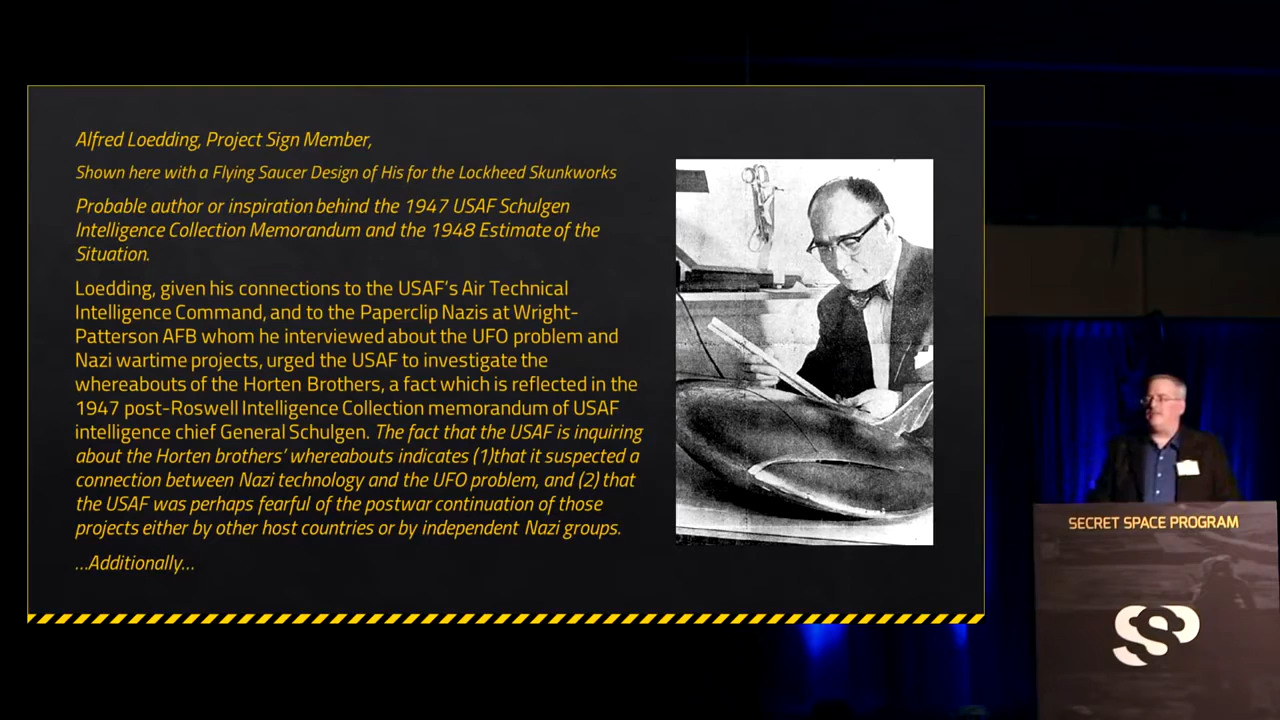 Alfred Loedding, Project Sign Member,
Shown here with a Flying Saucer Design of His for the Lockheed Skunkworks
Probable author or inspiration behind the 1947 USAF Schulgen
Intelligence Collection Memorandum and the 1948 Estimate of the
Situation.
Loedding, given his connections to the USAF's Air Technical
Intelligence Command, and to the Paperclip Nazis at Wright-
Patterson AFB whom he interviewed about the UFO problem and
Nazi wartime projects, urged the USAF to investigate the
whereabouts of the Horten Brothers, a fact which is reflected in the
1947 post-Roswell Intelligence Collection memorandum of USAF
intelligence chief General Schulgen. The fact that the USAF is inquiring
about the Horten brothers' whereabouts indicates (1)that it suspected a
connection between Nazi technology and the UFO problem, and (2) that
the USAF was perhaps fearful of the postwar continuation of those
projects either by other host countries or by independent Nazi groups.
...Additionally...
SECRET SPACE PROGRAM
SSP